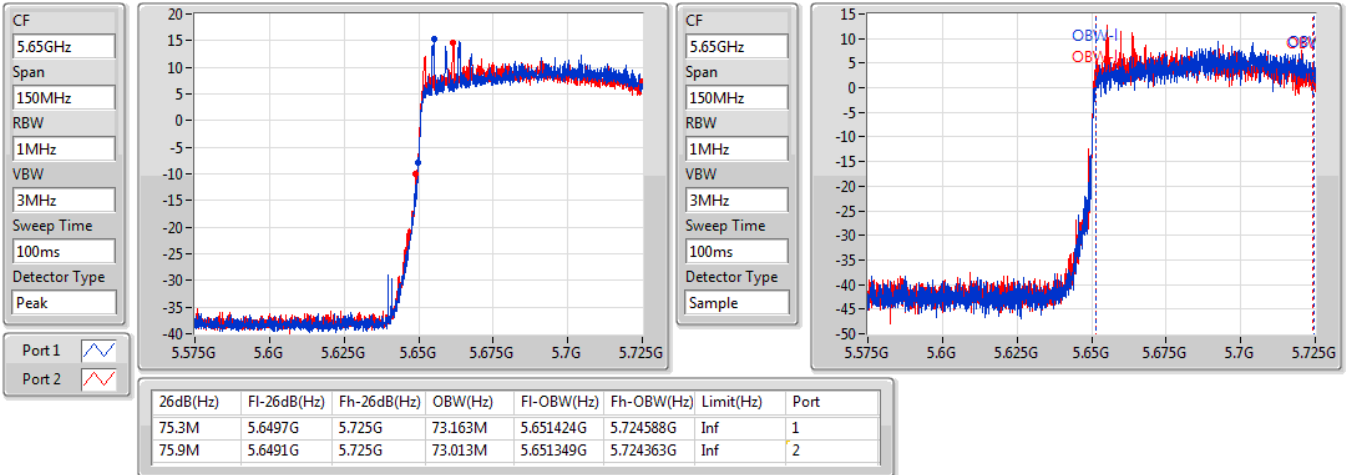 CF
5.65GHz
Span
150MHz
RBW
1MHz
VBW
3MHz
Sweep Time
100ms
Detector Type
Peak
Port 1
Port 2
20
15
10
5
0
-5
-10
-15
-20
-25
-30
-35
-40
5.575G 5.6G 5.625G 5.65G 5.675G 5.7G 5.725G
CF
5.65GHz
Span
150MHz
RBW
1MHz
VBW
3MHz
Sweep Time
100ms
Detector Type
Sample
15
10
5
0
-5
-10
-15
-20
-25
-30
-35
-40
-45
-50
5.575G 5.6G 5.625G 5.65G 5.675G 5.7G 5.725G
26dB(Hz) Fl-26dB(Hz) Fh-26dB(Hz) OBW(Hz) Fl-OBW(Hz) Fh-OBW(Hz) Limit(Hz) Port
75.3M 5.6497G 5.725G 73.163M 5.651424G 5.724588G Inf 1
75.9M 5.6491G 5.725G 73.013M 5.651349G 5.724363G Inf 2